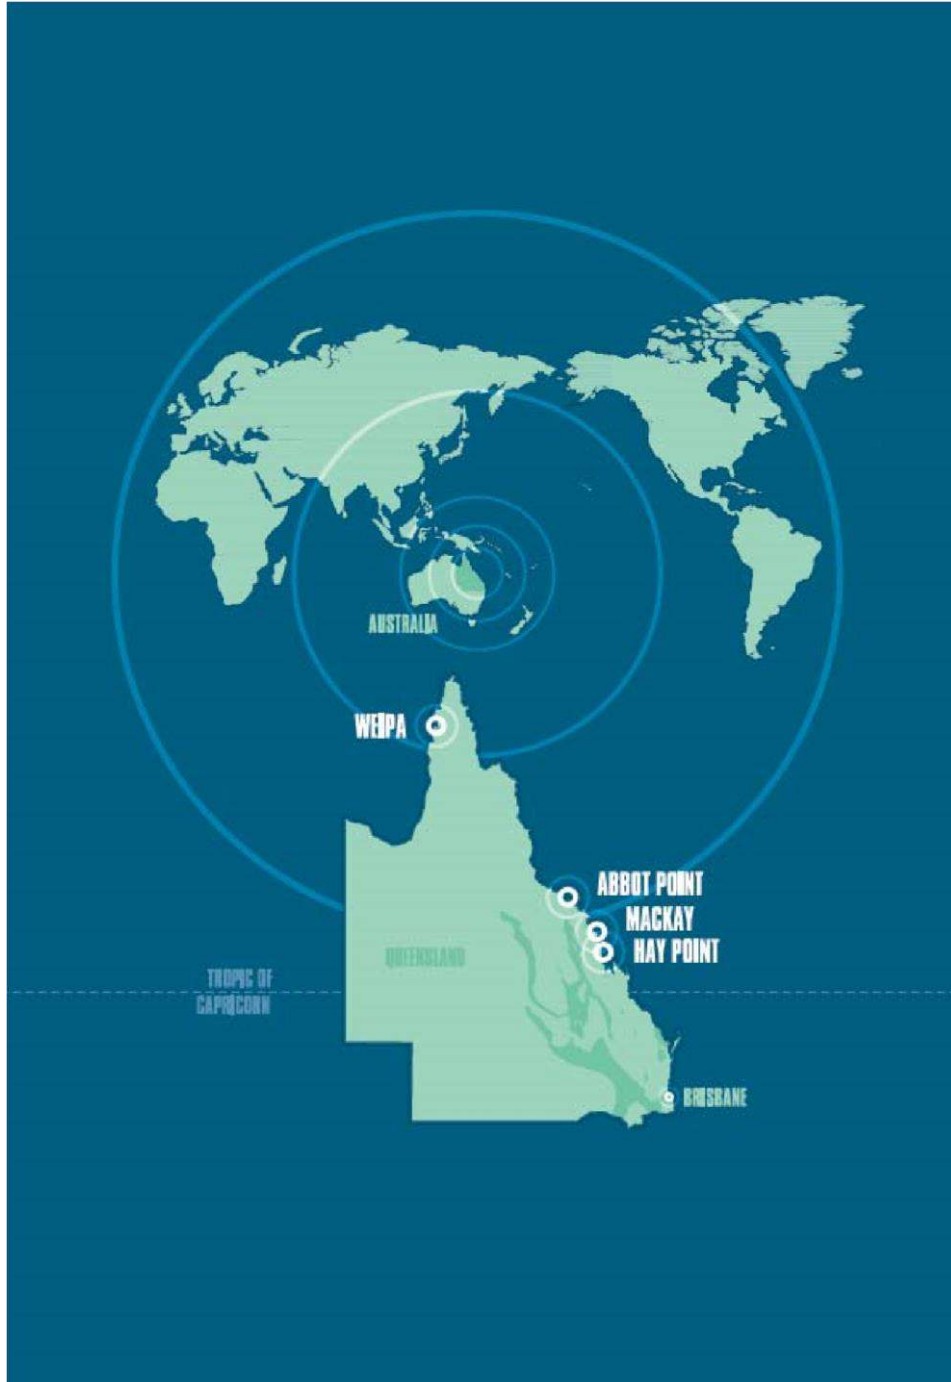 AUSTRALIA
WEIPA
ABBOT POINT
MACKAY
HAY POINT
QUEENSLAND
TROPIC OF
CAPRICORN
BRISBANE